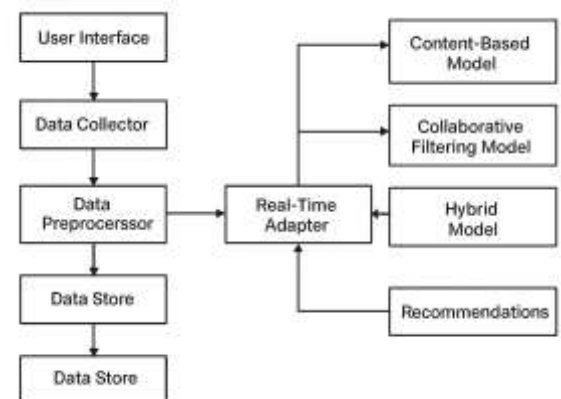 User Interface
Data Collector
Data
Preprocerssor
Data Store
Data Store
Real-Time
Adapter
Content-Based
Model
Collaborative
Filtering Model
Hybrid
Model
Recommendations